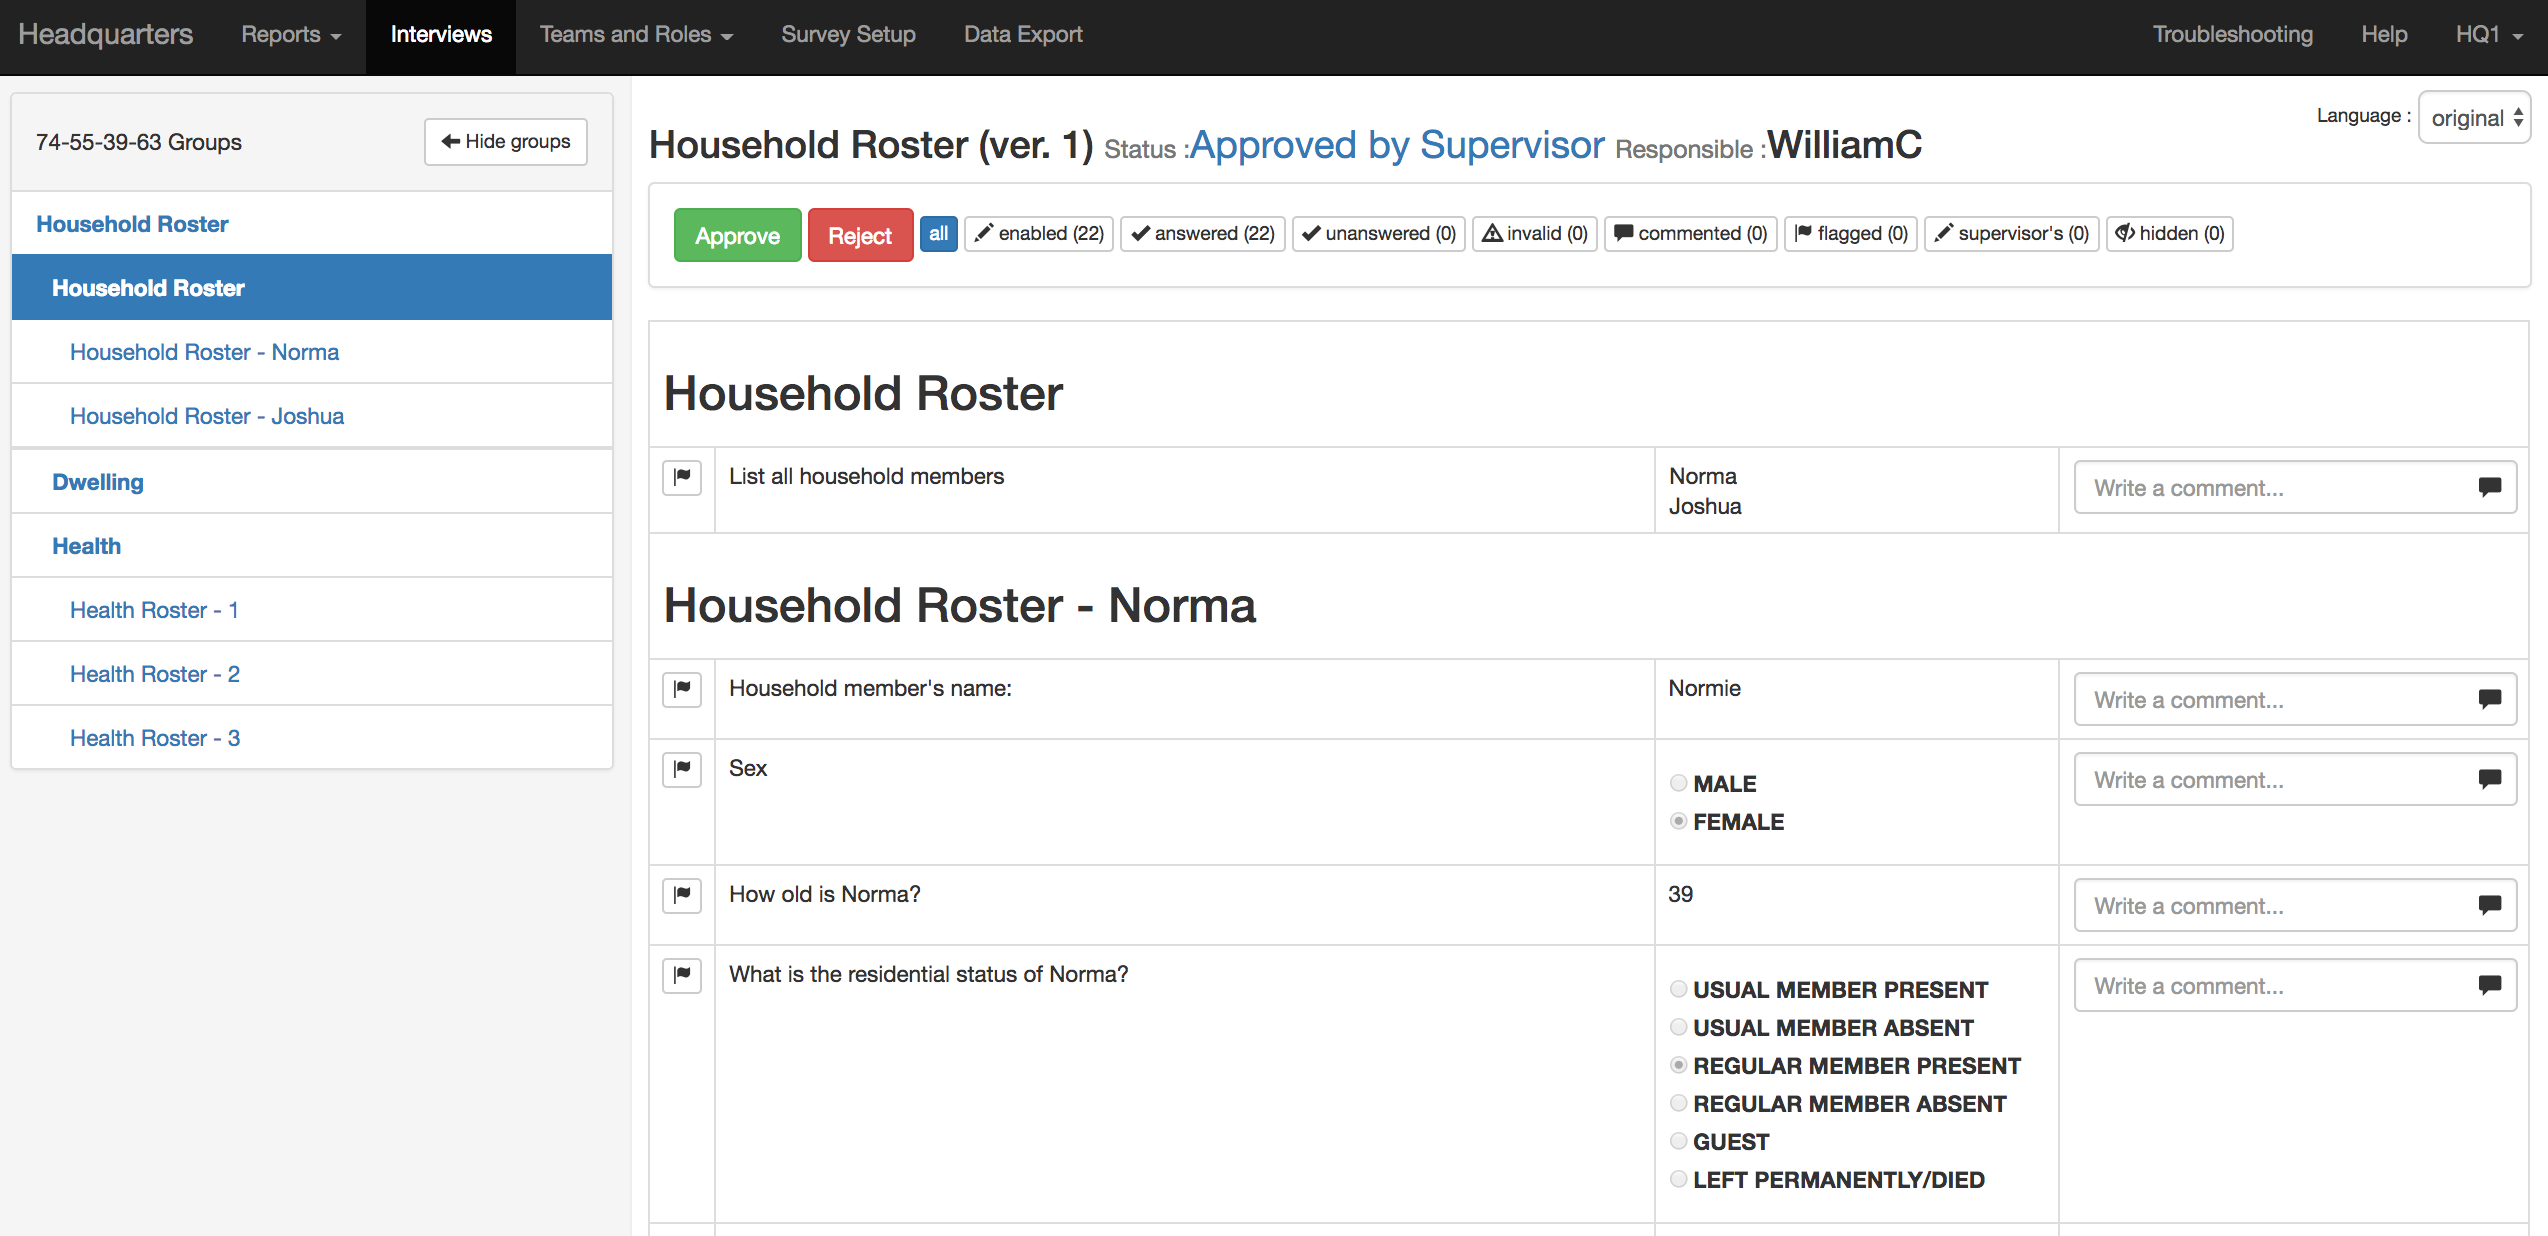 Headquarters Reports Interviews Teams and Roles Survey Setup Data Export Troubleshooting Help HQ1
74-55-39-63 Groups Hide groups
Household Roster
Household Roster
Household Roster - Norma
Household Roster - Joshua
Dwelling
Health
Health Roster - 1
Health Roster - 2
Health Roster - 3
Language : original
Household Roster (ver. 1) Status :Approved by Supervisor Responsible :WilliamC
Approve Reject all enabled (22) answered (22) unanswered (0) invalid (0) commented (0) flagged (0) supervisor's (0) hidden (0)
Household Roster
List all household members Norma Write a comment...
Joshua
Household Roster - Norma
Household member's name: Normie Write a comment...
Sex Write a comment...
MALE
FEMALE
How old is Norma? 39 Write a comment...
What is the residential status of Norma? Write a comment...
USUAL MEMBER PRESENT
USUAL MEMBER ABSENT
REGULAR MEMBER PRESENT
REGULAR MEMBER ABSENT
GUEST
LEFT PERMANENTLY/DIED